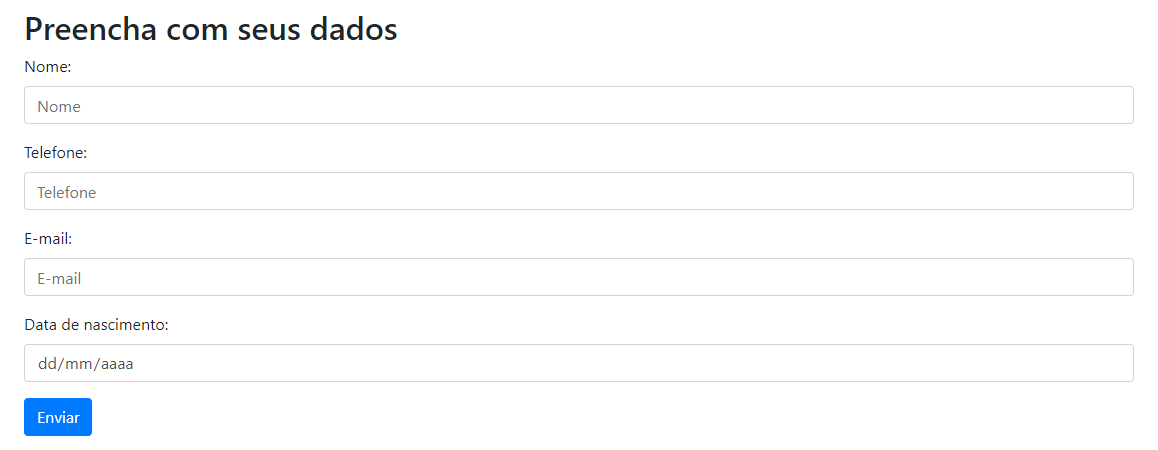 Preencha com seus dados
Nome:
Nome
Telefone:
Telefone
E-mail:
E-mail
Data de nascimento:
dd/mm/aaaa
Enviar